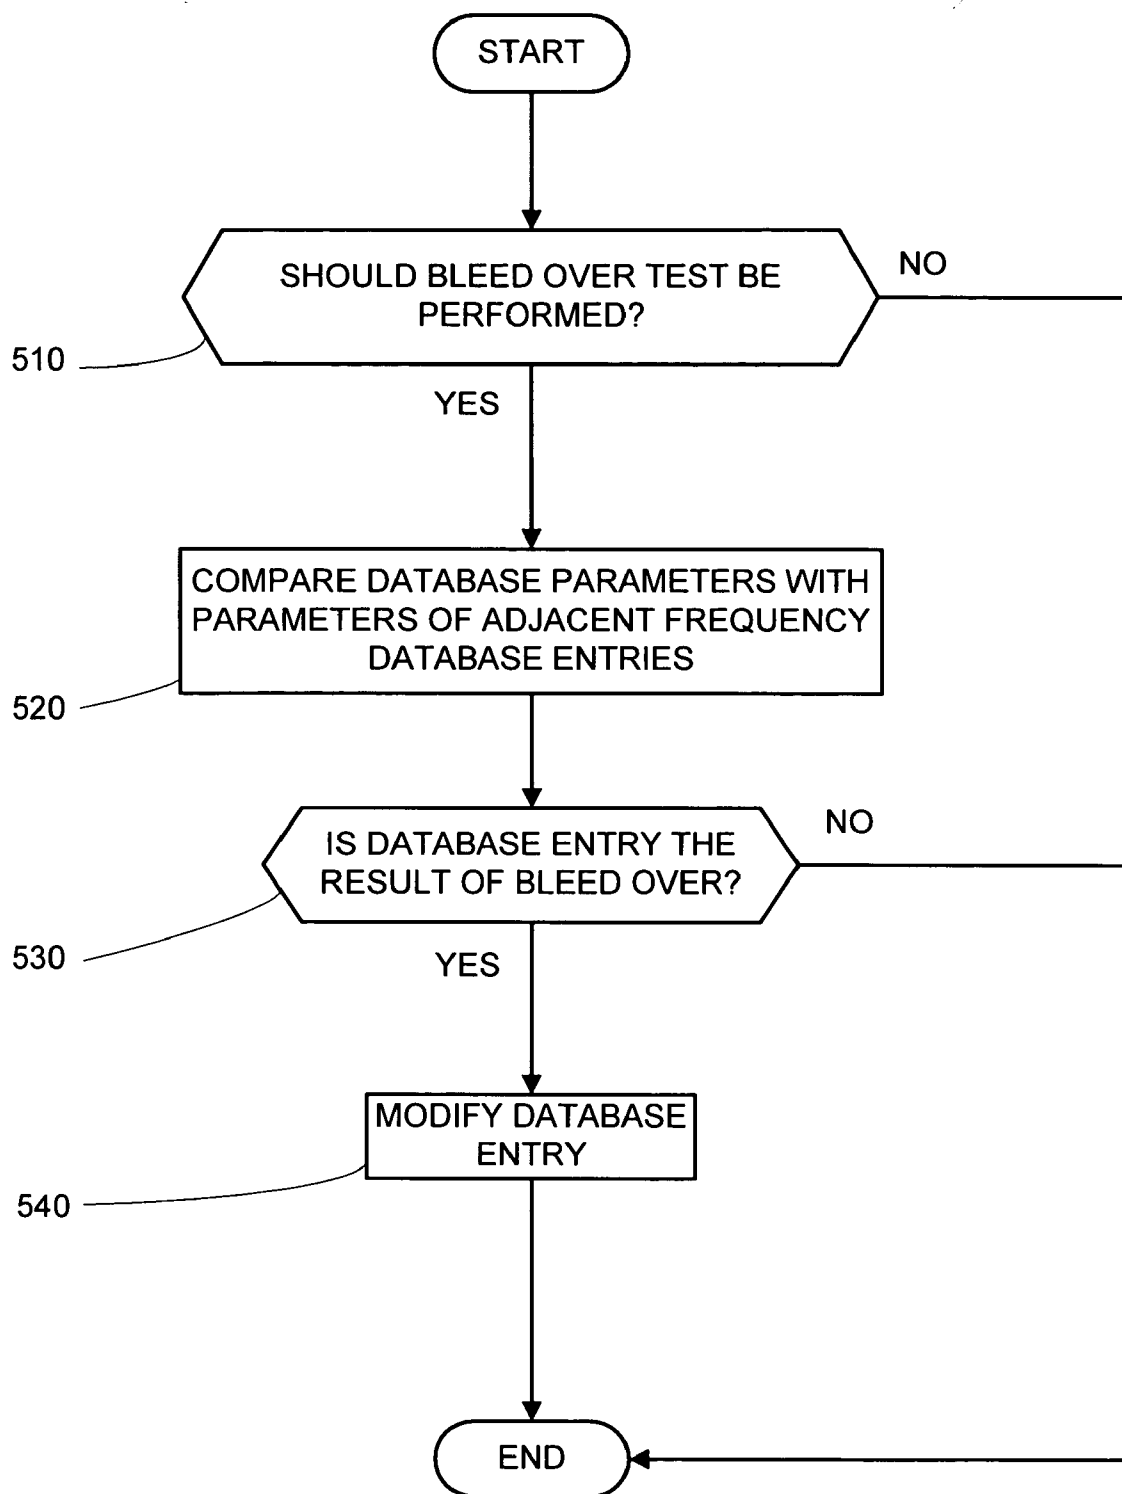 START
SHOULD BLEED OVER TEST BE
PERFORMED?
NO
510
YES
COMPARE DATABASE PARAMETERS WITH
PARAMETERS OF ADJACENT FREQUENCY
DATABASE ENTRIES
520
IS DATABASE ENTRY THE
RESULT OF BLEED OVER?
NO
530
YES
MODIFY DATABASE
ENTRY
540
END